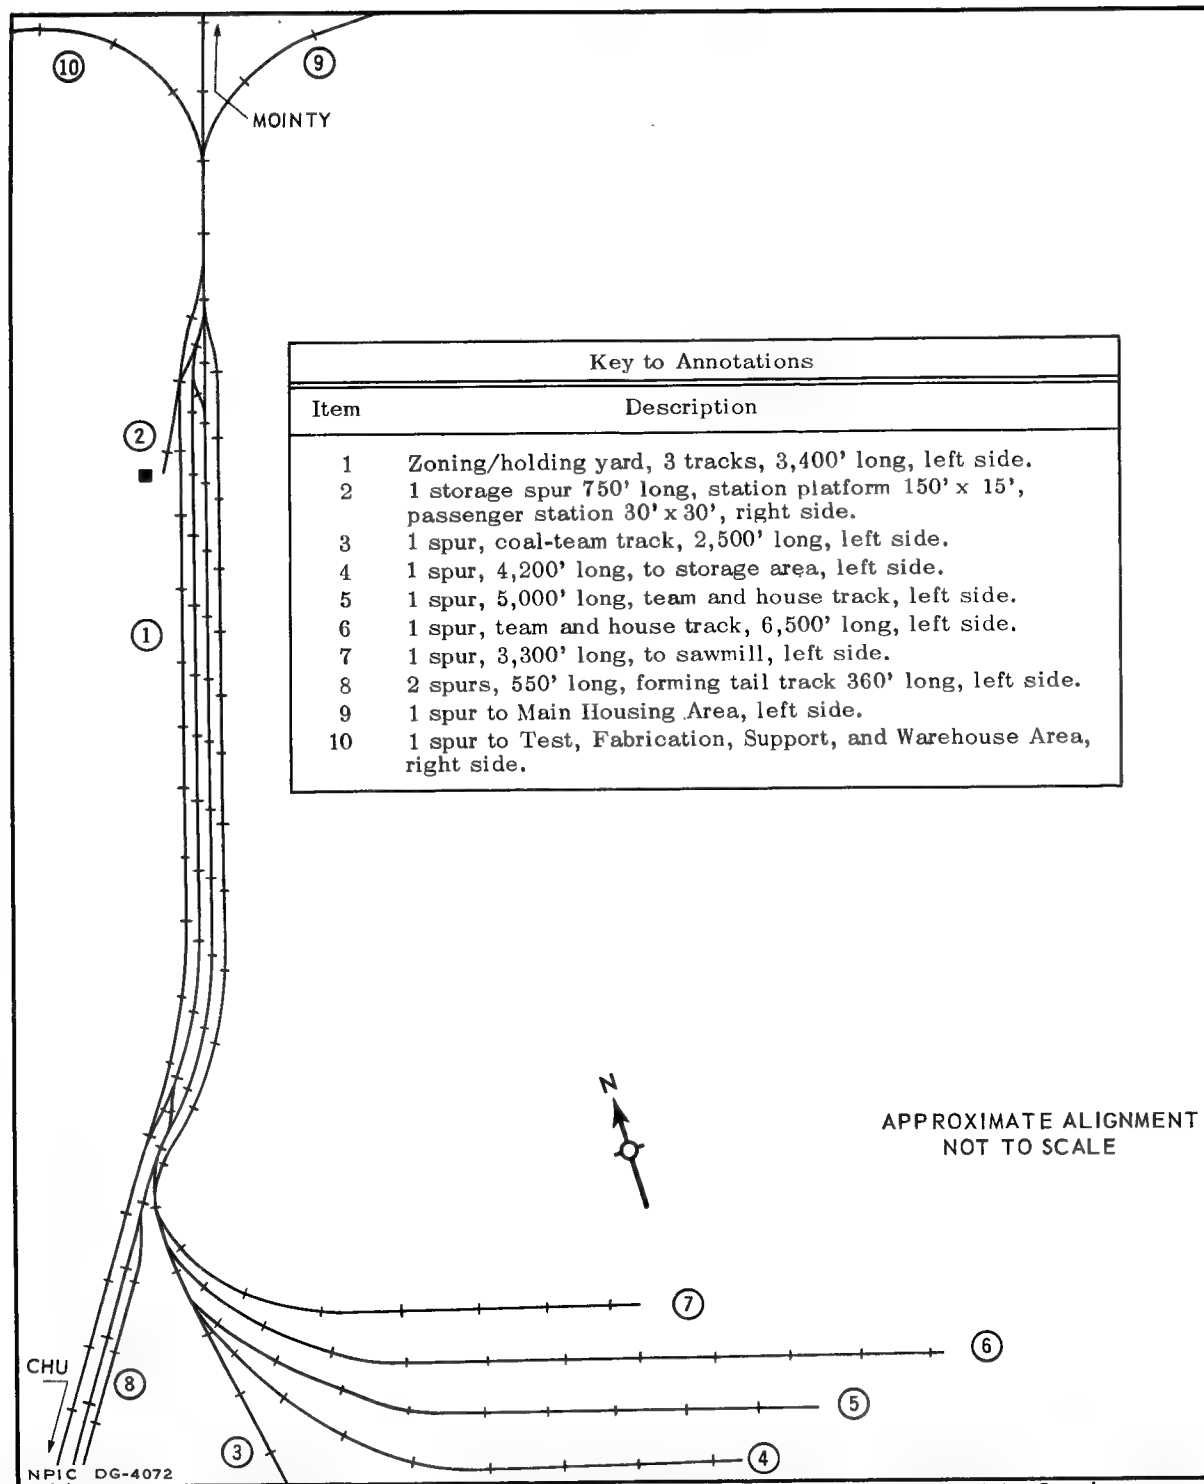 10
9
MOINTY
2
1
Key to Annotations
Item Description
1 Zoning/holding yard, 3 tracks, 3,400' long, left side.
2 1 storage spur 750' long, station platform 150' x 15',
passenger station 30' x 30', right side.
3 1 spur, coal-team track, 2,500' long, left side.
4 1 spur, 4,200' long, to storage area, left side.
5 1 spur, 5,000' long, team and house track, left side.
6 1 spur, team and house track, 6,500' long, left side.
7 1 spur, 3,300' long, to sawmill, left side.
8 2 spurs, 550' long, forming tail track 360' long, left side.
9 1 spur to Main Housing Area, left side.
10 1 spur to Test, Fabrication, Support, and Warehouse Area,
right side.
N
APPROXIMATE ALIGNMENT
NOT TO SCALE
7
6
CHU
8
5
3
4
NPIC DG-4072